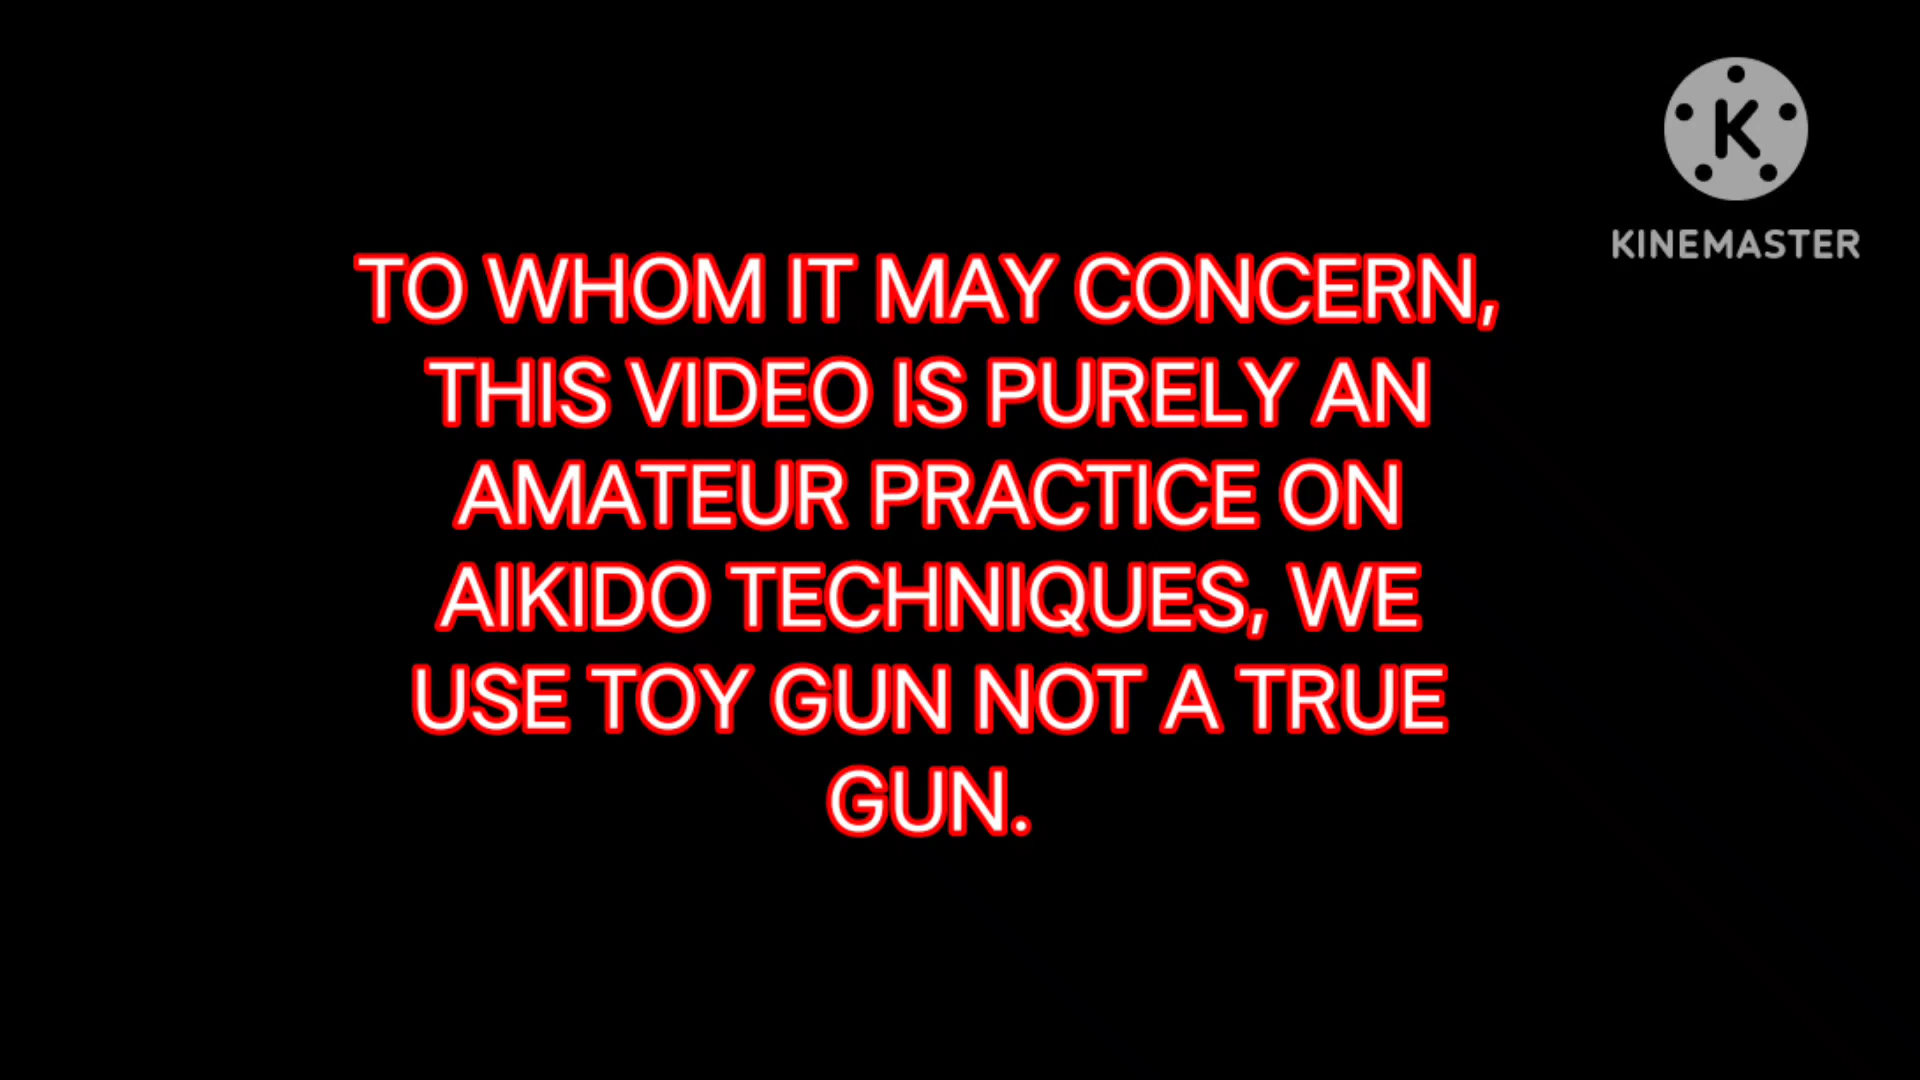 K
KINEMASTER
TO WHOM IT MAY CONCERN,
THIS VIDEO IS PURELY AN
AMATEUR PRACTICE ON
AIKIDO TECHNIQUES, WE
USE TOY GUN NOT A TRUE
GUN.